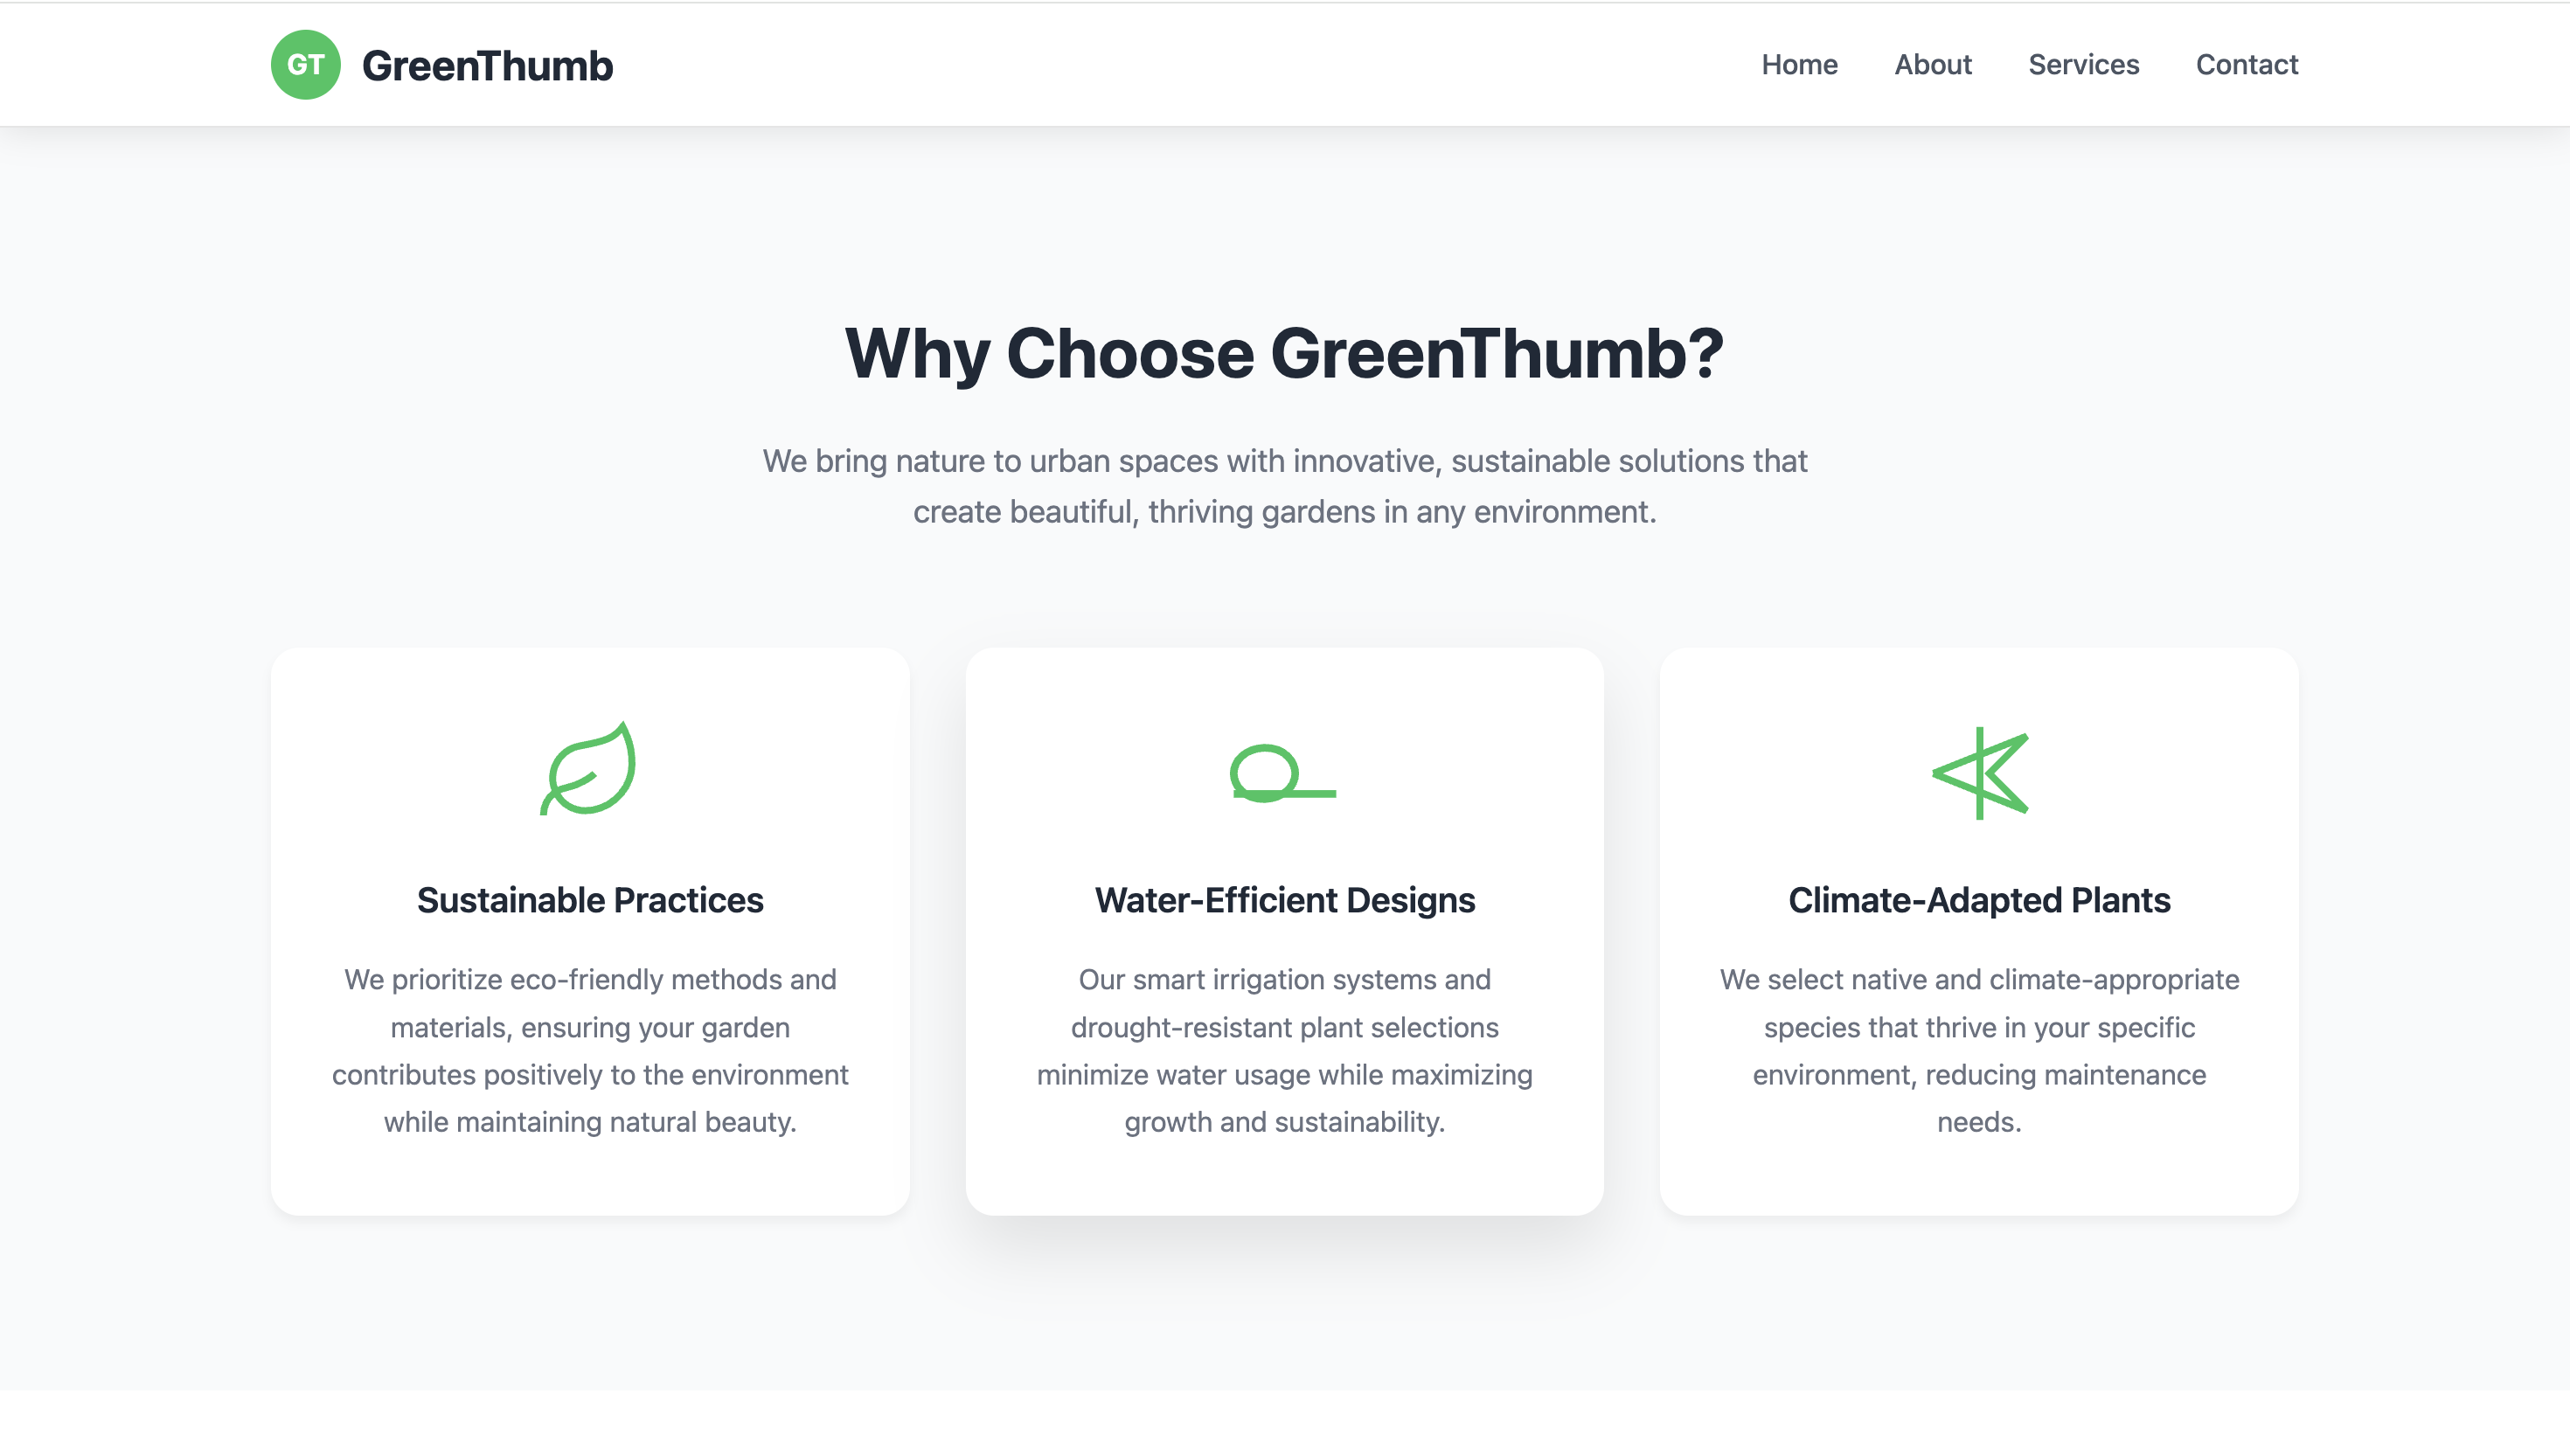 GT GreenThumb Home About Services Contact
Why Choose GreenThumb?
We bring nature to urban spaces with innovative, sustainable solutions that
create beautiful, thriving gardens in any environment.
Sustainable Practices
We prioritize eco-friendly methods and
materials, ensuring your garden
contributes positively to the environment
while maintaining natural beauty.
Water-Efficient Designs
Our smart irrigation systems and
drought-resistant plant selections
minimize water usage while maximizing
growth and sustainability.
Climate-Adapted Plants
We select native and climate-appropriate
species that thrive in your specific
environment, reducing maintenance
needs.